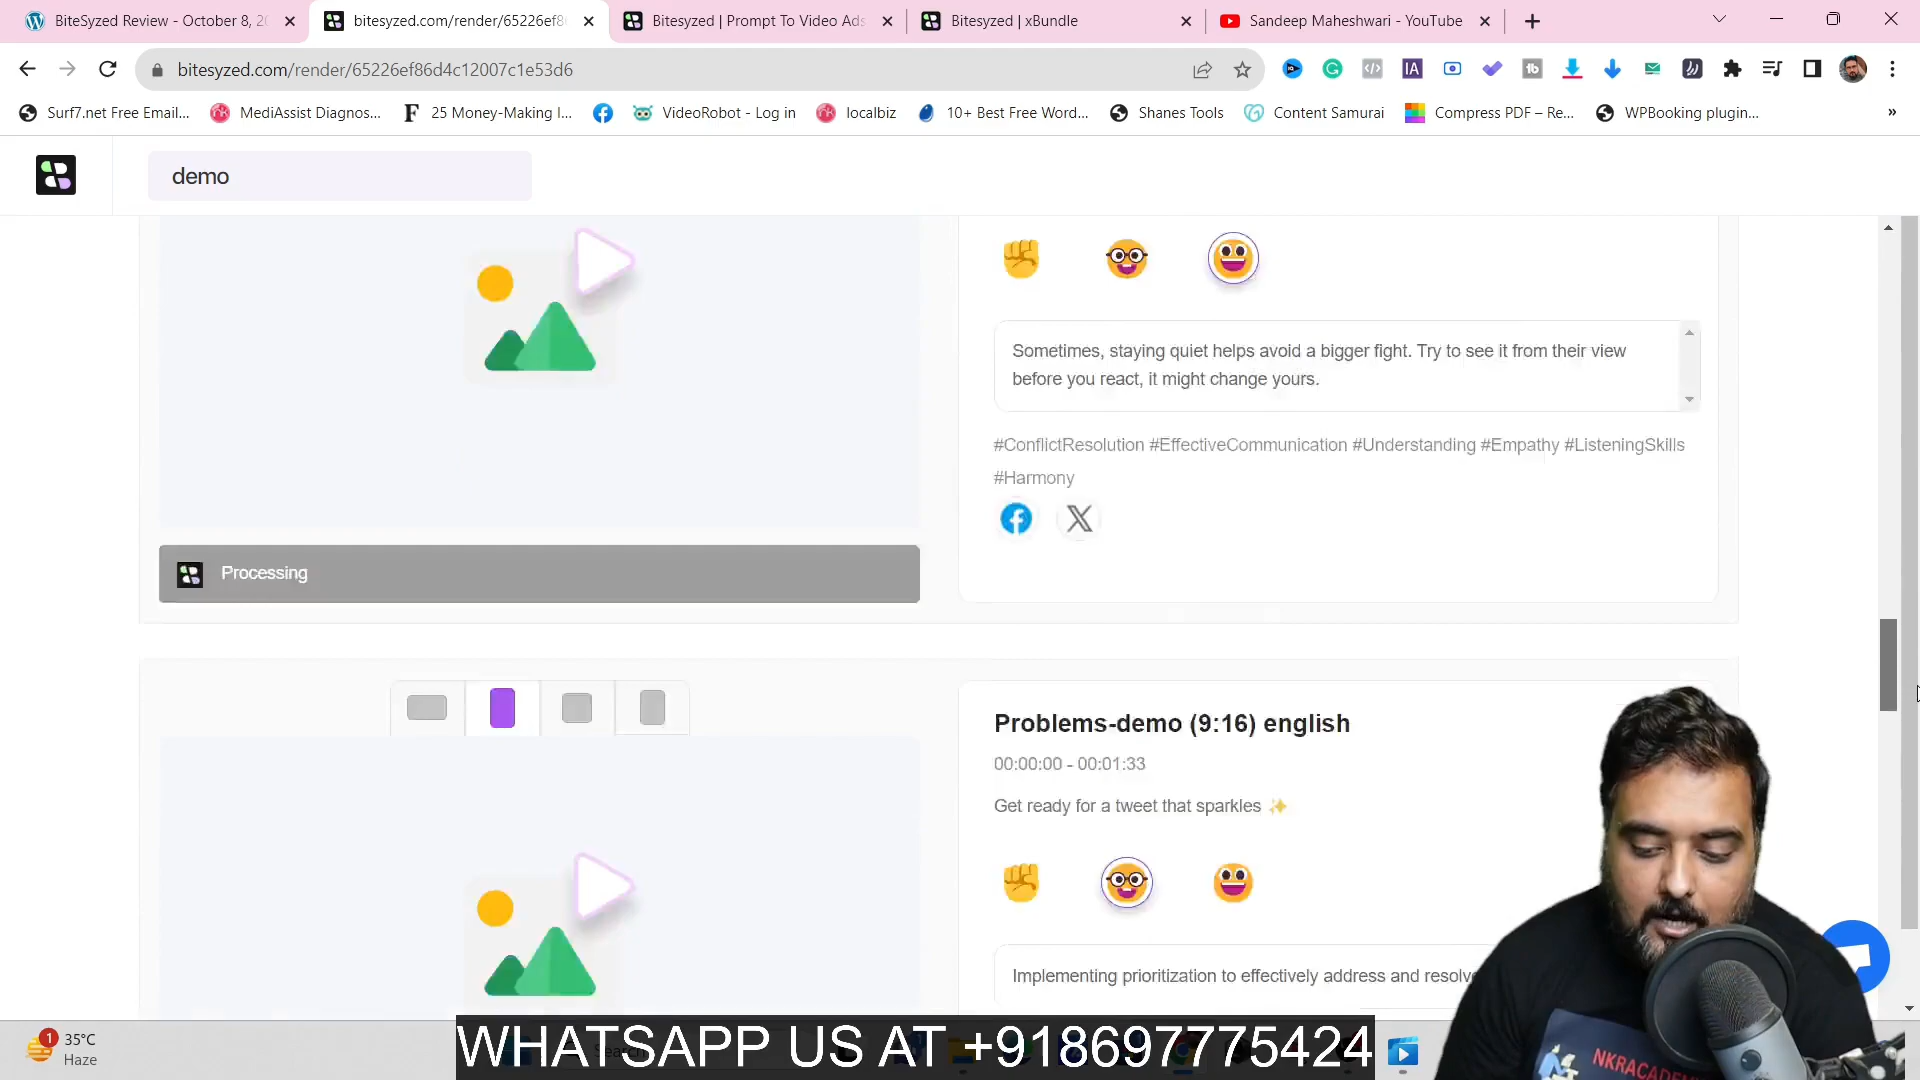 BiteSyzed Review - October 8, 20
bitesyzed.com/render/65226ef8
Bitesyzed | Prompt To Video Ads
Bitesyzed | xBundle
Sandeep Maheshwari - YouTube
bitesyzed.com/render/65226ef86d4c12007c1e53d6
Surf7.net Free Email...
MediAssist Diagnos...
25 Money-Making I...
VideoRobot - Log in
localbiz
10+ Best Free Word...
Shanes Tools
Content Samurai
Compress PDF – Re...
WPBooking plugin...
»
demo
Sometimes, staying quiet helps avoid a bigger fight. Try to see it from their view
before you react, it might change yours.
#ConflictResolution #EffectiveCommunication #Understanding #Empathy #ListeningSkills
#Harmony
Processing
Problems-demo (9:16) english
00:00:00 - 00:01:33
Get ready for a tweet that sparkles ✨
Implementing prioritization to effectively address and resolve
NKRACADEM
1
35°C
Haze
WHATSAPP US AT +918697775424